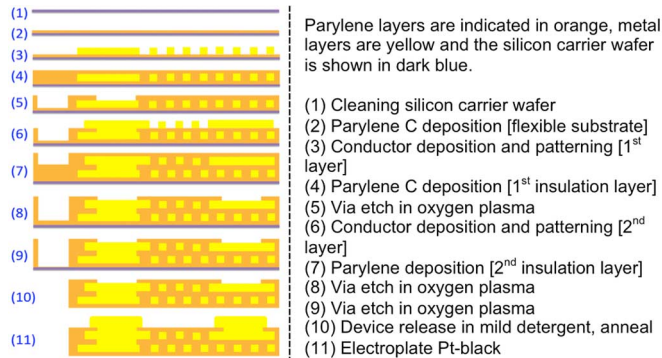 (1)
(2)
(3)
(4)
(5)
(6)
(7)
(8)
(9)
(10)
(11)
Parylene layers are indicated in orange, metal
layers are yellow and the silicon carrier wafer
is shown in dark blue.
(1) Cleaning silicon carrier wafer
(2) Parylene C deposition [flexible substrate]
(3) Conductor deposition and patterning [1st
layer]
(4) Parylene C deposition [1st insulation layer]
(5) Via etch in oxygen plasma
(6) Conductor deposition and patterning [2nd
layer]
(7) Parylene deposition [2nd insulation layer]
(8) Via etch in oxygen plasma
(9) Via etch in oxygen plasma
(10) Device release in mild detergent, anneal
(11) Electroplate Pt-black